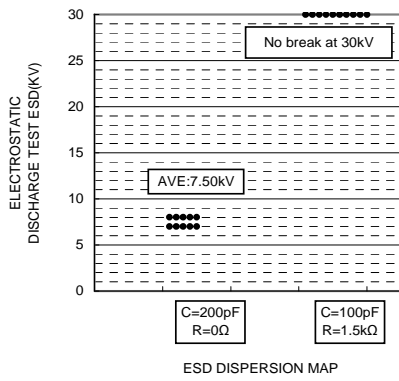 ELECTROSTATIC
DISCHARGE TEST ESD(KV)
30
25
20
15
10
5
0
No break at 30kV
AVE:7.50kV
C=200pF
R=0Ω
C=100pF
R=1.5kΩ
ESD DISPERSION MAP